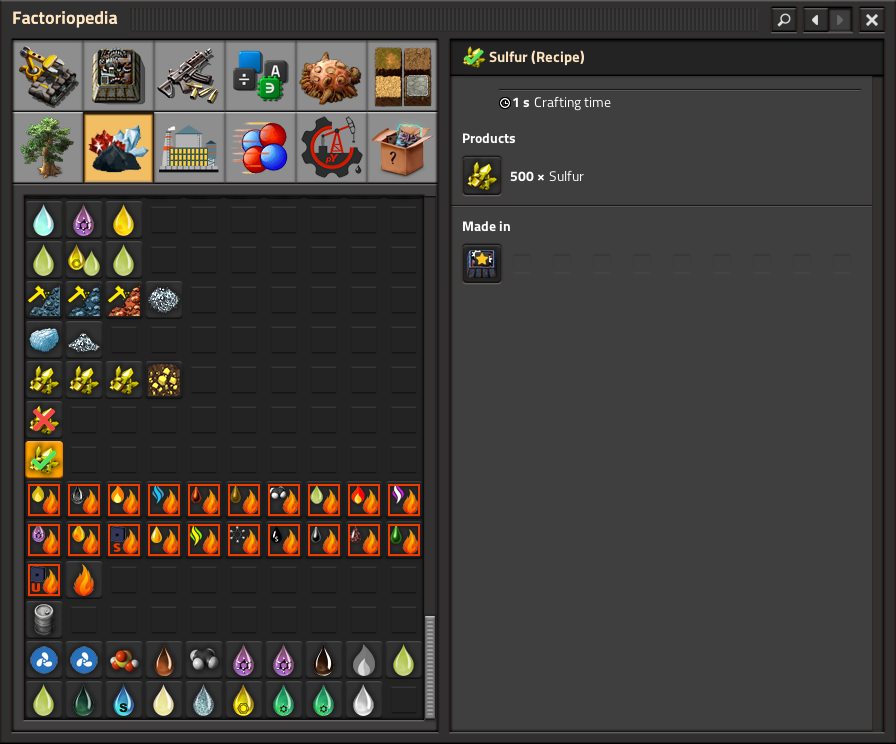 Factoriopedia
Sulfur (Recipe)
1 s Crafting time
Products
500 × Sulfur
Made in
A
?
S
U
S